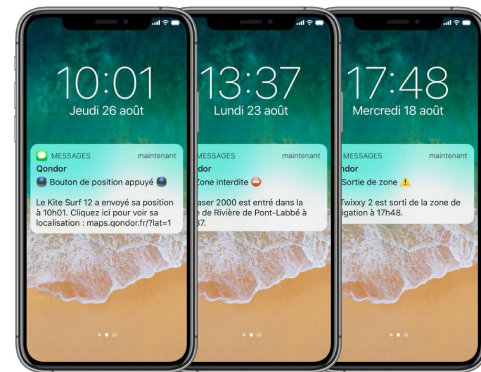 10:01
Jeudi 26 août
MESSAGES maintenant
Qondor
Bouton de position appuyé
Le Kite Surf 12 a envoyé sa position
à 10h01. Cliquez ici pour voir sa
localisation : maps.qondor.fr/?lat=1
13:37
Lundi 23 août
MESSAGES maintenant
Qondor
Zone interdite
aser 2000 est entré dans la
e de Rivière de Pont-Labbé à
37.
17:48
Mercredi 18 août
MESSAGES maintenant
Qondor
Sortie de zone
Twixxy 2 est sorti de la zone de
igation à 17h48.